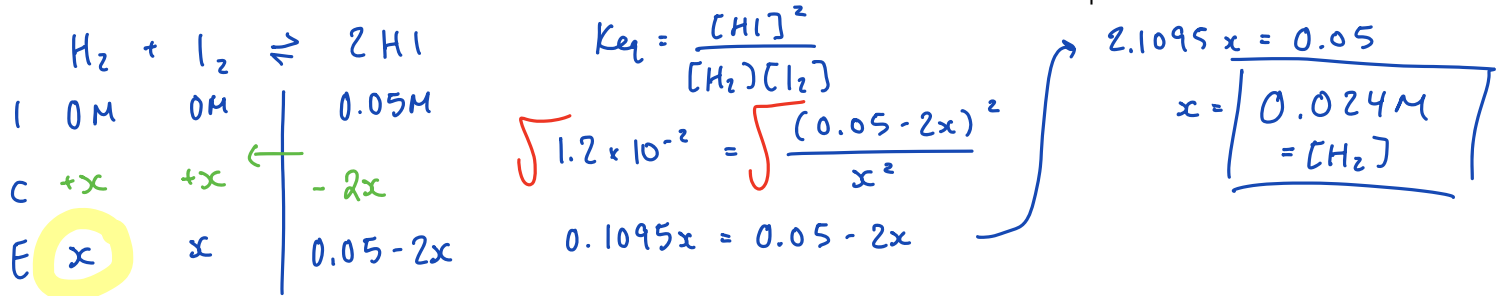 H₂ + I₂ ⇌ 2HI
I 0M 0M 0.05M
C +x +x ← - 2x
E x x 0.05 - 2x
Keq = [HI]² / [H₂][I₂]
√1.2 × 10⁻² = √(0.05 - 2x)² / x²
0.1095x = 0.05 - 2x
→ 2.1095x = 0.05
x = 0.024M
= [H₂]